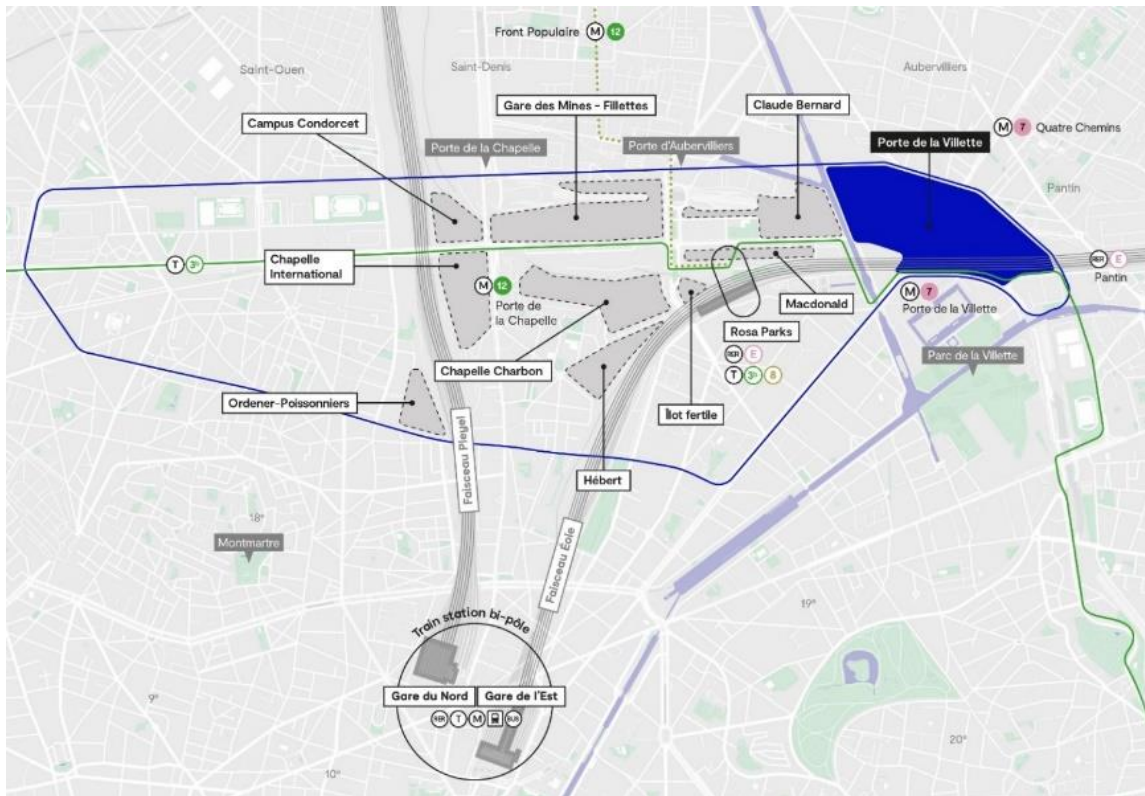 Front Populaire M 12
Saint-Ouen
Saint-Denis
Aubervilliers
Gare des Mines - Fillettes
Claude Bernard
Campus Condorcet
Porte de la Chapelle
Porte d'Aubervilliers
Porte de la Villette
M 7 Quatre Chemins
Pantin
T 3b
Chapelle
International
M 12
Porte de
la Chapelle
RER E
Pantin
Macdonald
M 7
Porte de la Villette
Rosa Parks
RER E
T 3b 8
Parc de la Villette
Chapelle Charbon
Ordener-Poissonniers
Îlot fertile
Faisceau Pleyel
Hébert
18e
Montmartre
Faisceau Éole
19e
Train station bi-pôle
Gare du Nord
Gare de l'Est
RER T M BUS
9e
10e
20e